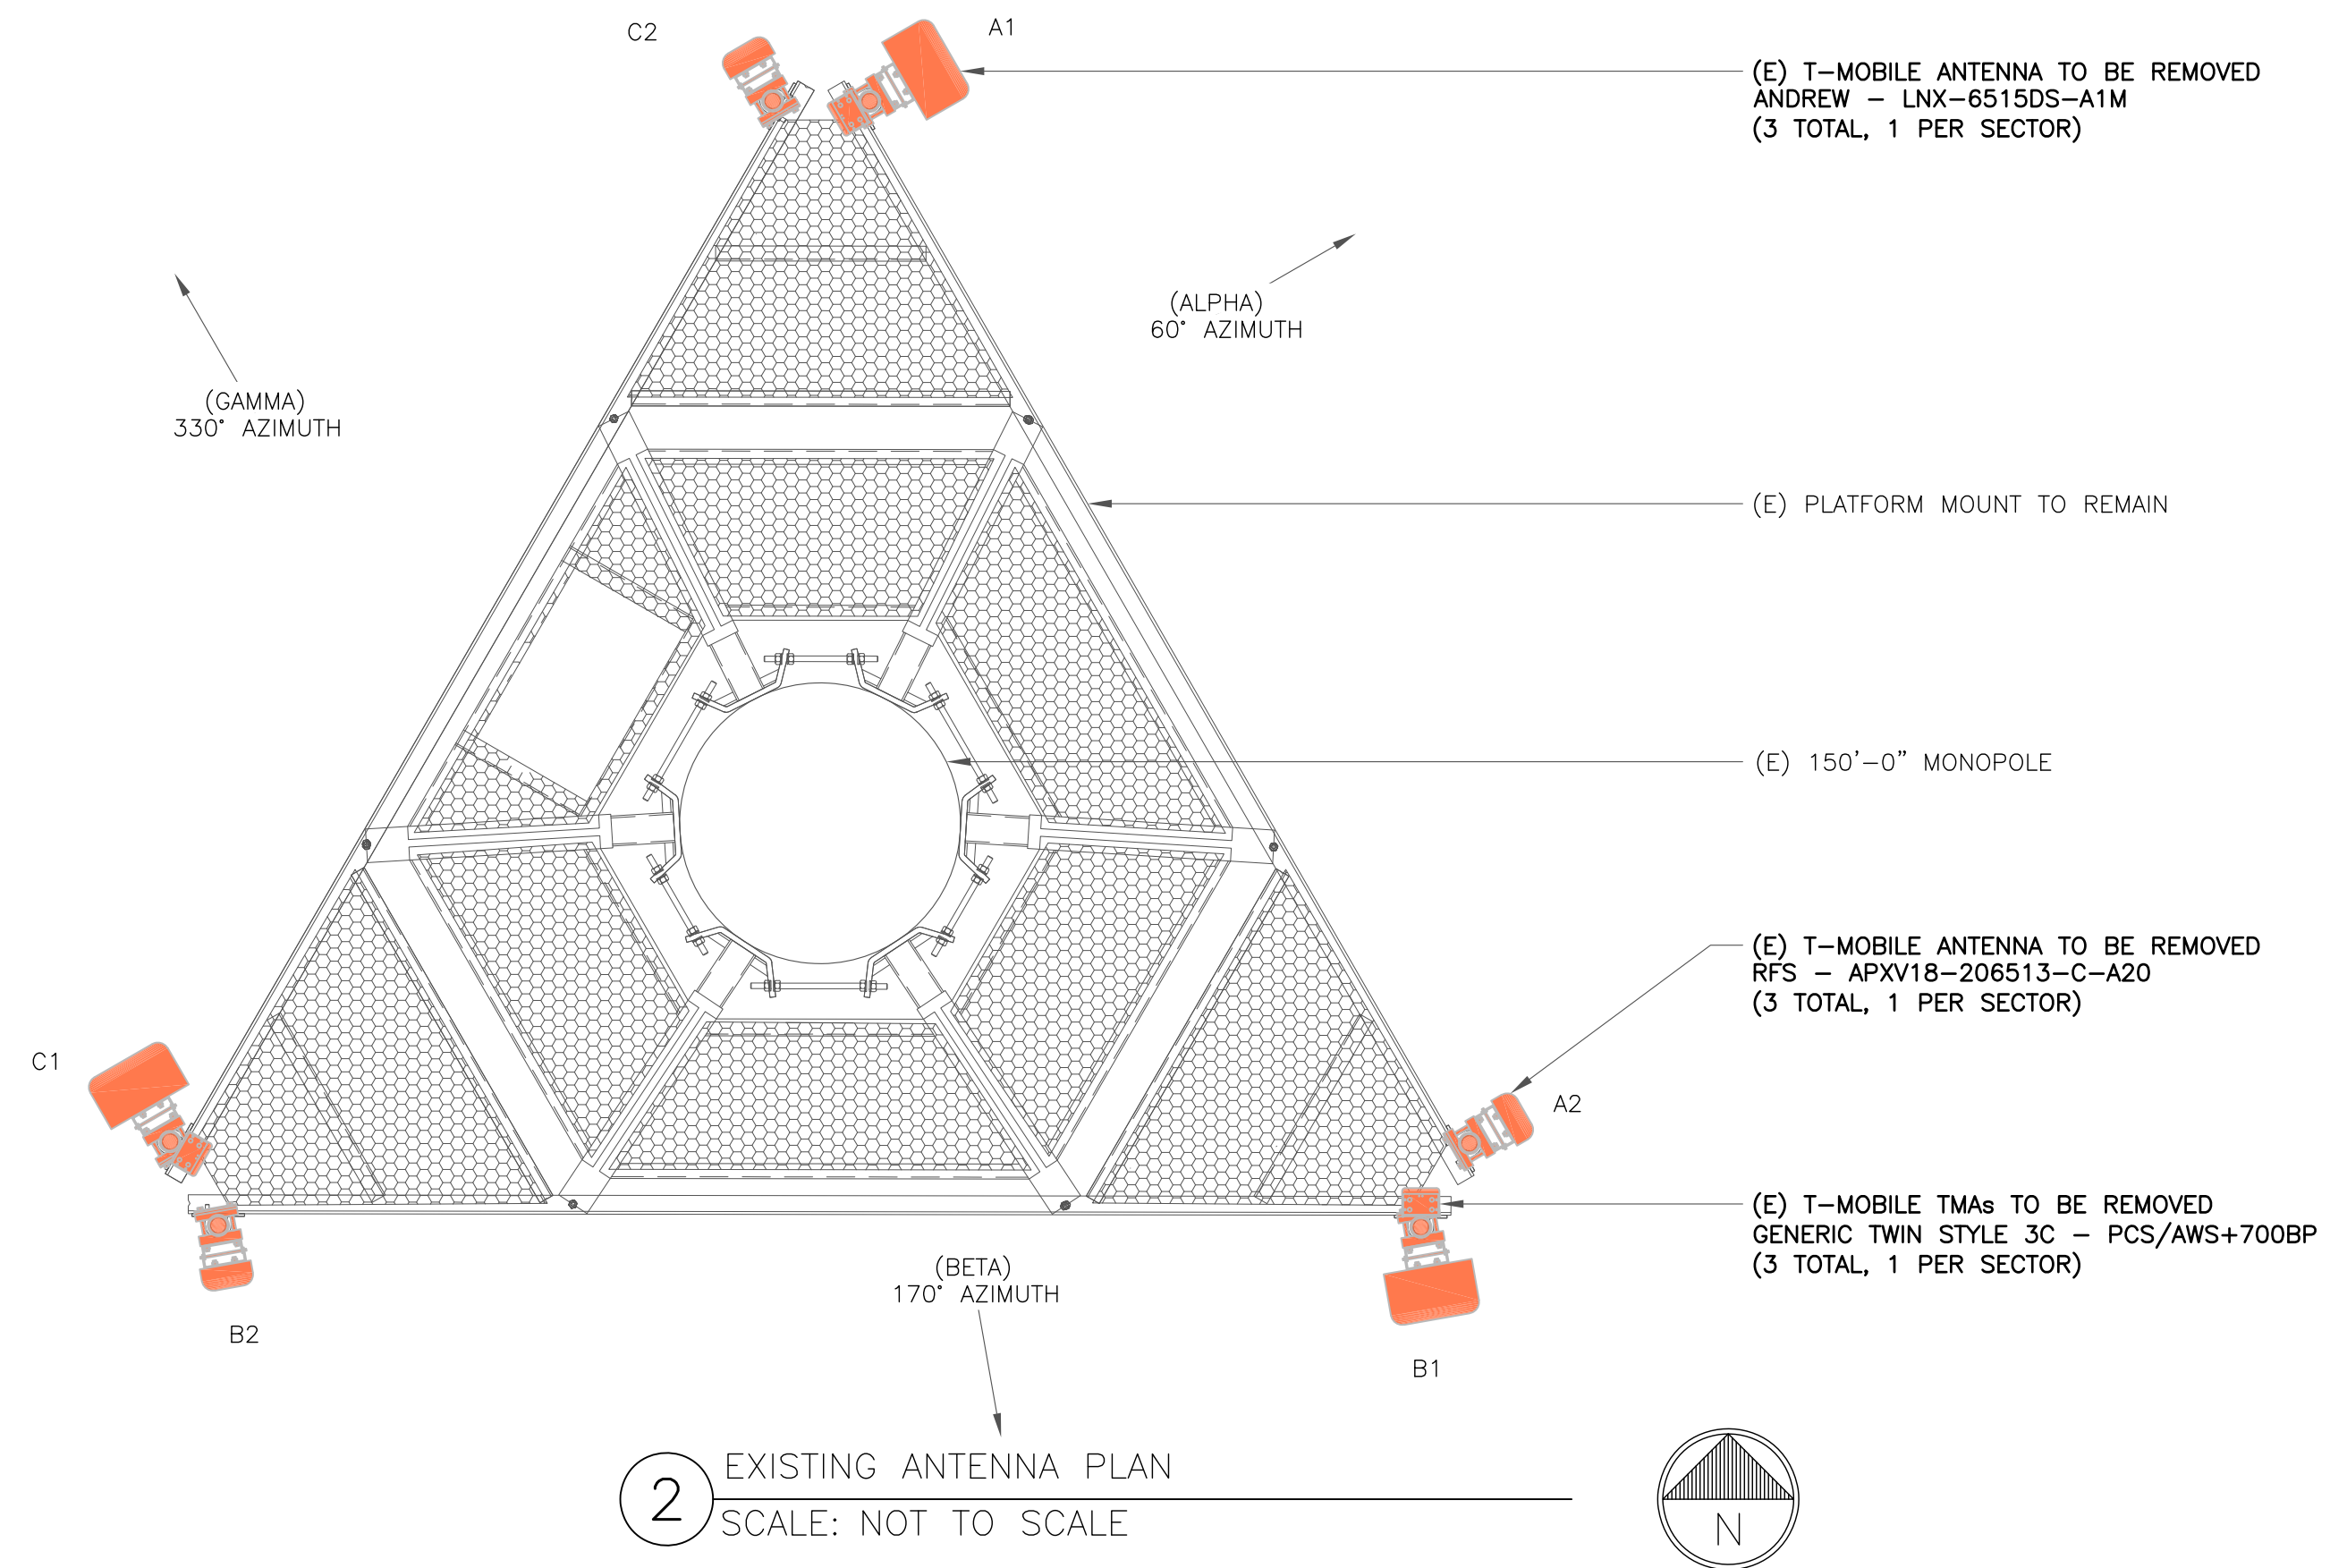 C2
A1
(E) T-MOBILE ANTENNA TO BE REMOVED
ANDREW - LNX-6515DS-A1M
(3 TOTAL, 1 PER SECTOR)
(ALPHA)
60° AZIMUTH
(GAMMA)
330° AZIMUTH
(E) PLATFORM MOUNT TO REMAIN
(E) 150'-0" MONOPOLE
(E) T-MOBILE ANTENNA TO BE REMOVED
RFS - APXV18-206513-C-A20
(3 TOTAL, 1 PER SECTOR)
C1
A2
(E) T-MOBILE TMAs TO BE REMOVED
GENERIC TWIN STYLE 3C - PCS/AWS+700BP
(3 TOTAL, 1 PER SECTOR)
(BETA)
170° AZIMUTH
B2
B1
2
EXISTING ANTENNA PLAN
SCALE: NOT TO SCALE
N